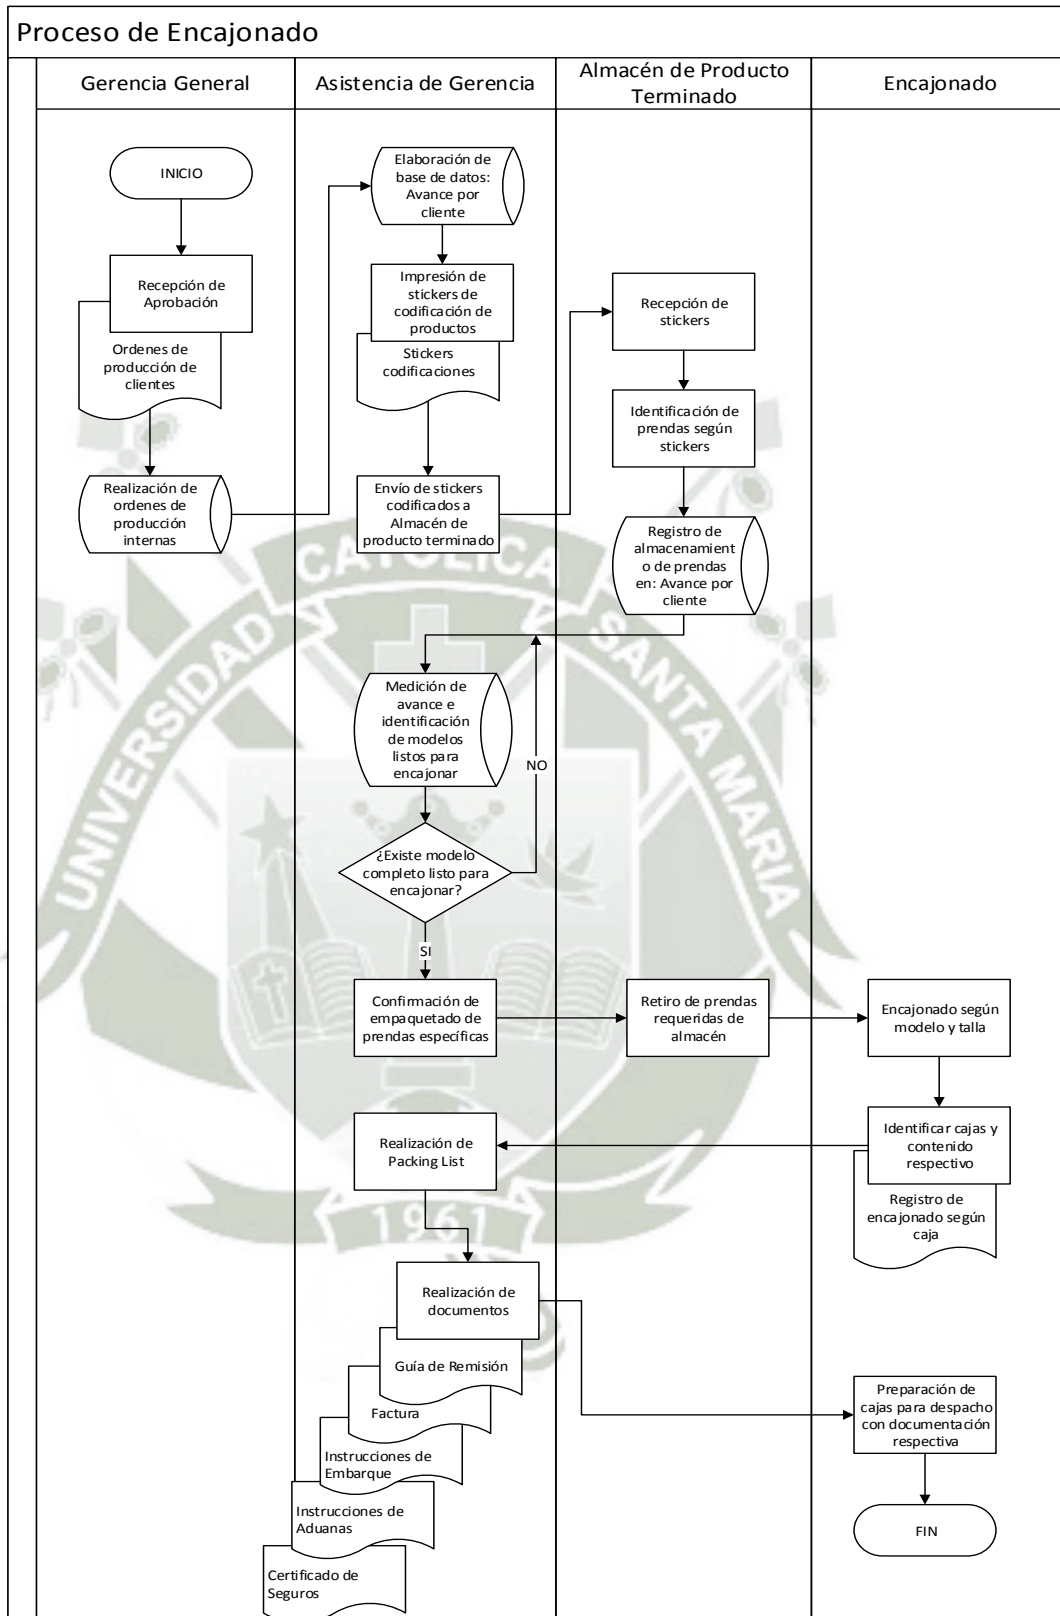 Proceso de Encajonado
Gerencia General
Asistencia de Gerencia
Almacén de Producto
Terminado
Encajonado
INICIO
Recepción de
Aprobación
Ordenes de
producción de
clientes
Realización de
ordenes de
producción
internas
Elaboración de
base de datos:
Avance por
cliente
Impresión de
stickers de
codificación de
productos
Stickers
codificaciones
Envío de stickers
codificados a
Almacén de
producto terminado
Recepción de
stickers
Identificación de
prendas según
stickers
Registro de
almacenamient
o de prendas
en: Avance por
cliente
Medición de
avance e
identificación
de modelos
listos para
encajonar
NO
¿Existe modelo
completo listo para
encajonar?
SI
Confirmación de
empaquetado de
prendas específicas
Retiro de prendas
requeridas de
almacén
Encajonado según
modelo y talla
Identificar cajas y
contenido
respectivo
Registro de
encajonado según
caja
Realización de
Packing List
Realización de
documentos
Guía de Remisión
Factura
Instrucciones de
Embarque
Instrucciones de
Aduanas
Certificado de
Seguros
Preparación de
cajas para despacho
con documentación
respectiva
FIN
UNIVERSIDAD
CATOLICA
SANTA MARIA
1961